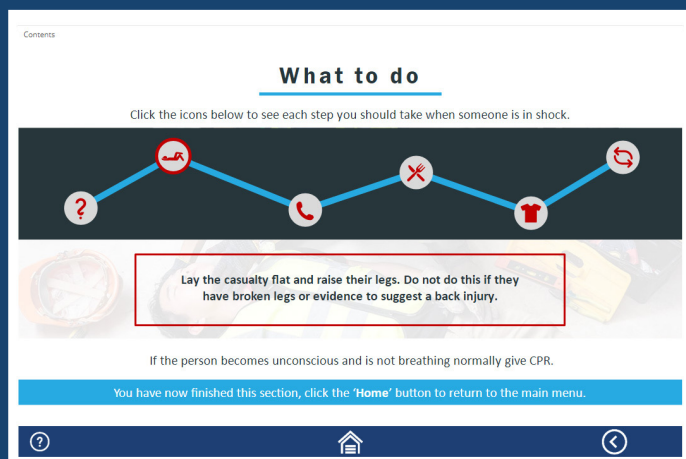 Contents
What to do
Click the icons below to see each step you should take when someone is in shock.
Lay the casualty flat and raise their legs. Do not do this if they
have broken legs or evidence to suggest a back injury.
If the person becomes unconscious and is not breathing normally give CPR.
You have now finished this section, click the ‘Home’ button to return to the main menu.